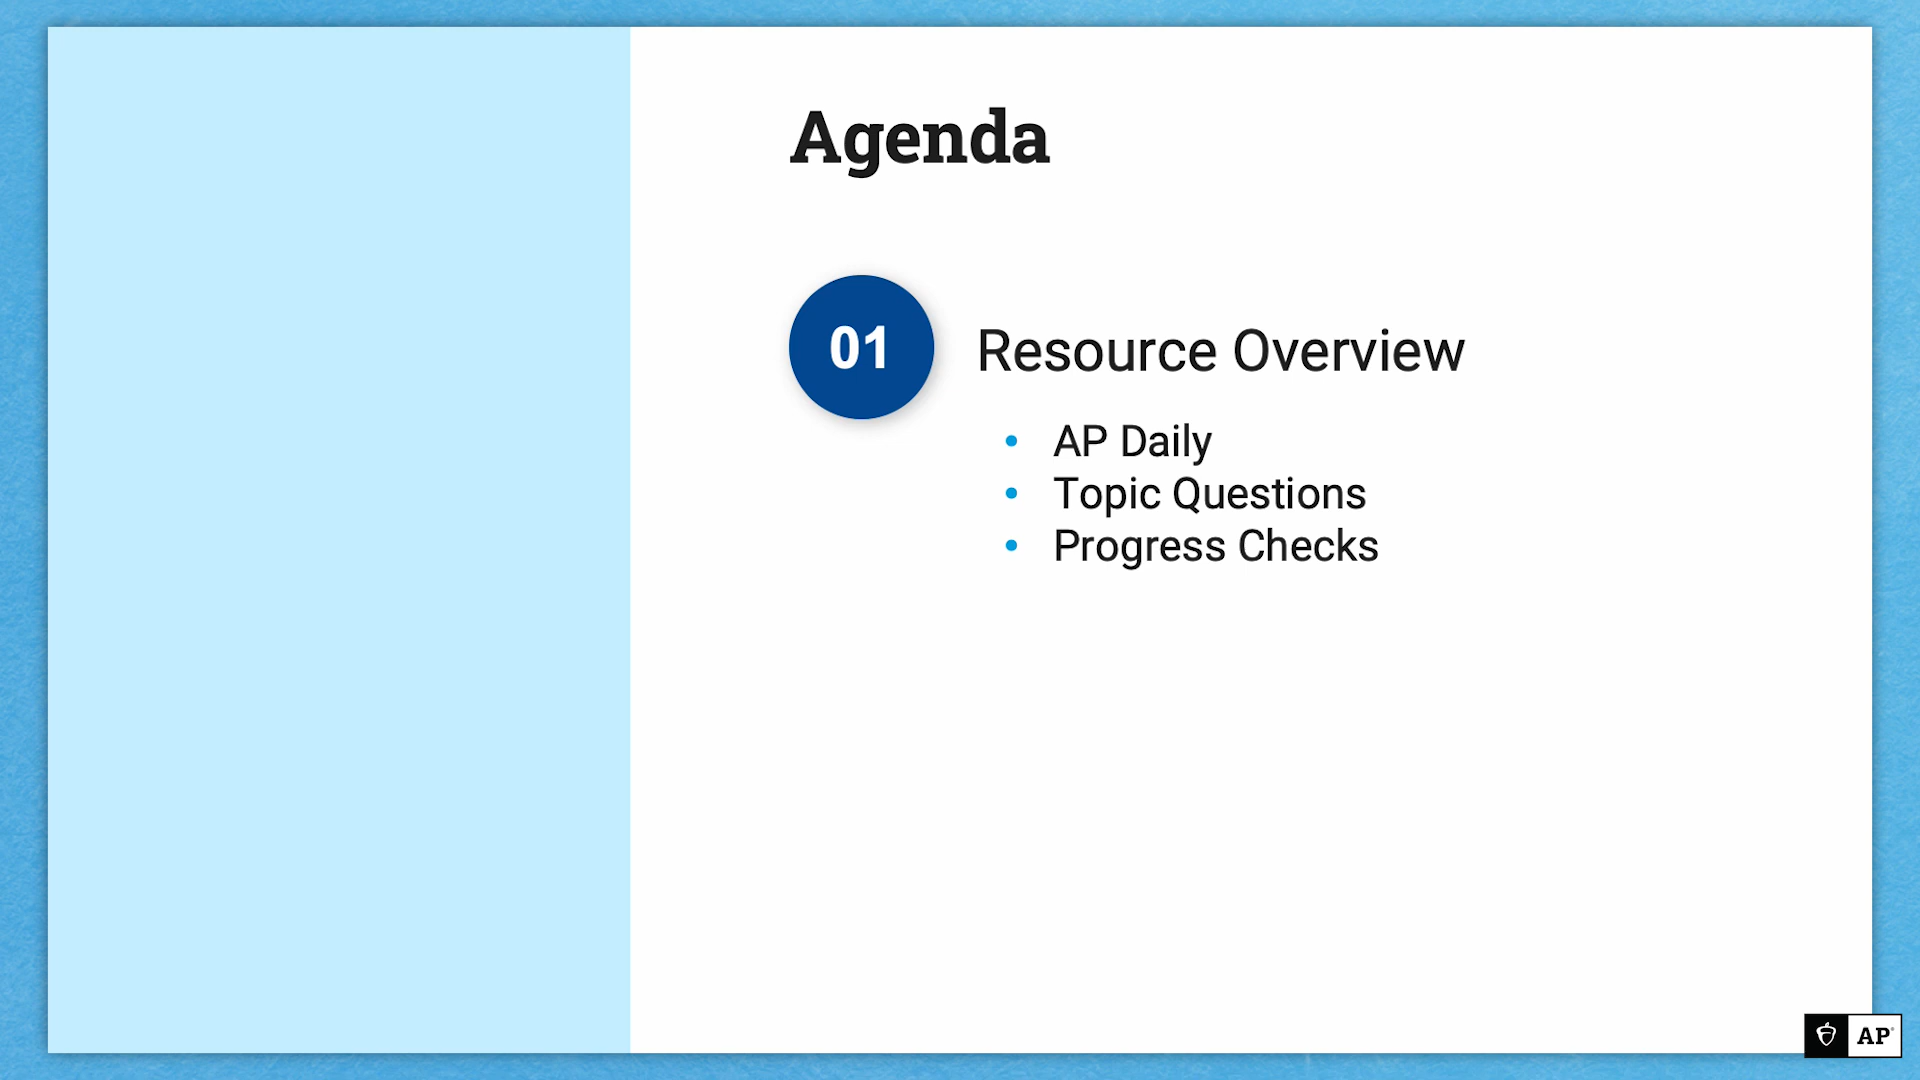 Agenda
01
Resource Overview
• AP Daily
• Topic Questions
• Progress Checks
AP®